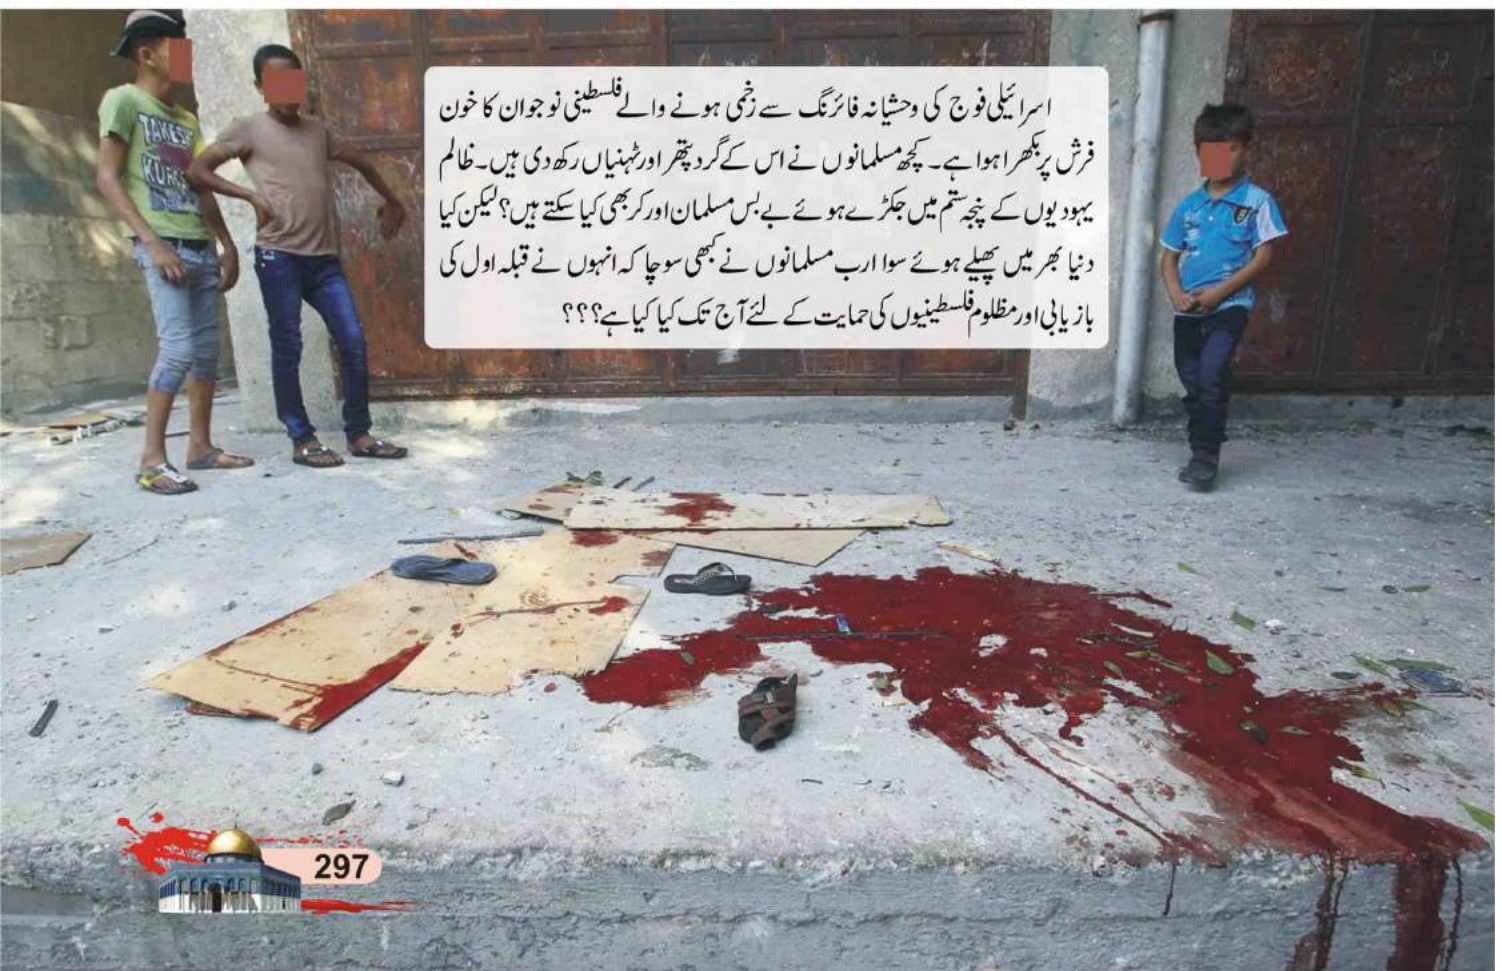 اسرائیلی فوج کی وحشیانہ فائرنگ سے زخمی ہونے والے فلسطینی نوجوان کا خون
فرش پر بکھرا ہوا ہے۔ کچھ مسلمانوں نے اس کے گرد پتھر اور ٹہنیاں رکھ دی ہیں۔ ظالم
یہودیوں کے پنجہ ستم میں جکڑے ہوئے بے بس مسلمان اور کر بھی کیا سکتے ہیں؟ لیکن کیا
دنیا بھر میں پھیلے ہوئے سوا ارب مسلمانوں نے کبھی سوچا کہ انہوں نے قبلہ اول کی
بازیابی اور مظلوم فلسطینیوں کی حمایت کے لئے آج تک کیا کیا ہے؟؟؟
297